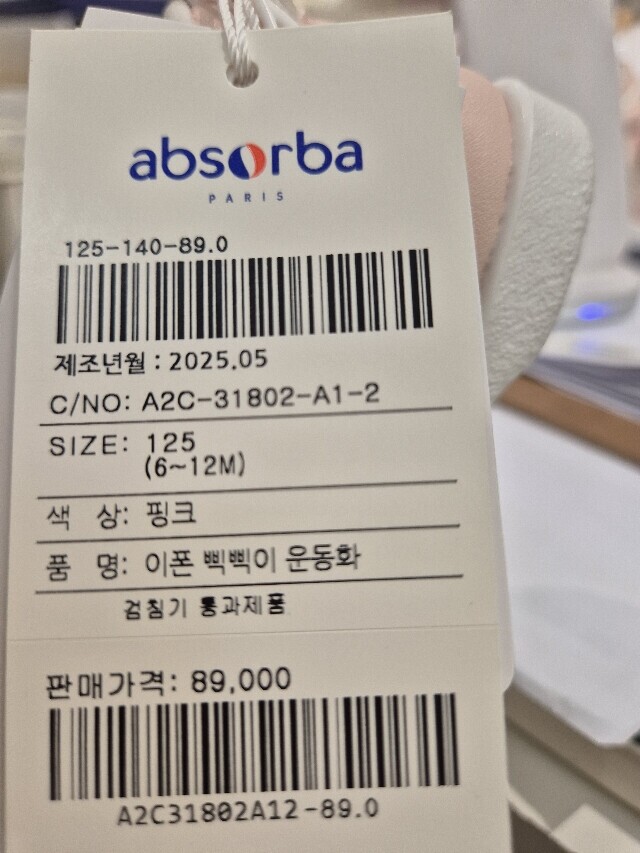 absorba
PARIS
125-140-89.0
제조년월 : 2025.05
C/NO: A2C-31802-A1-2
SIZE: 125
(6~12M)
색 상: 핑크
품 명: 이폰 삑삑이 운동화
검침기 통과제품
판매가격: 89,000
A2C31802A12-89.0